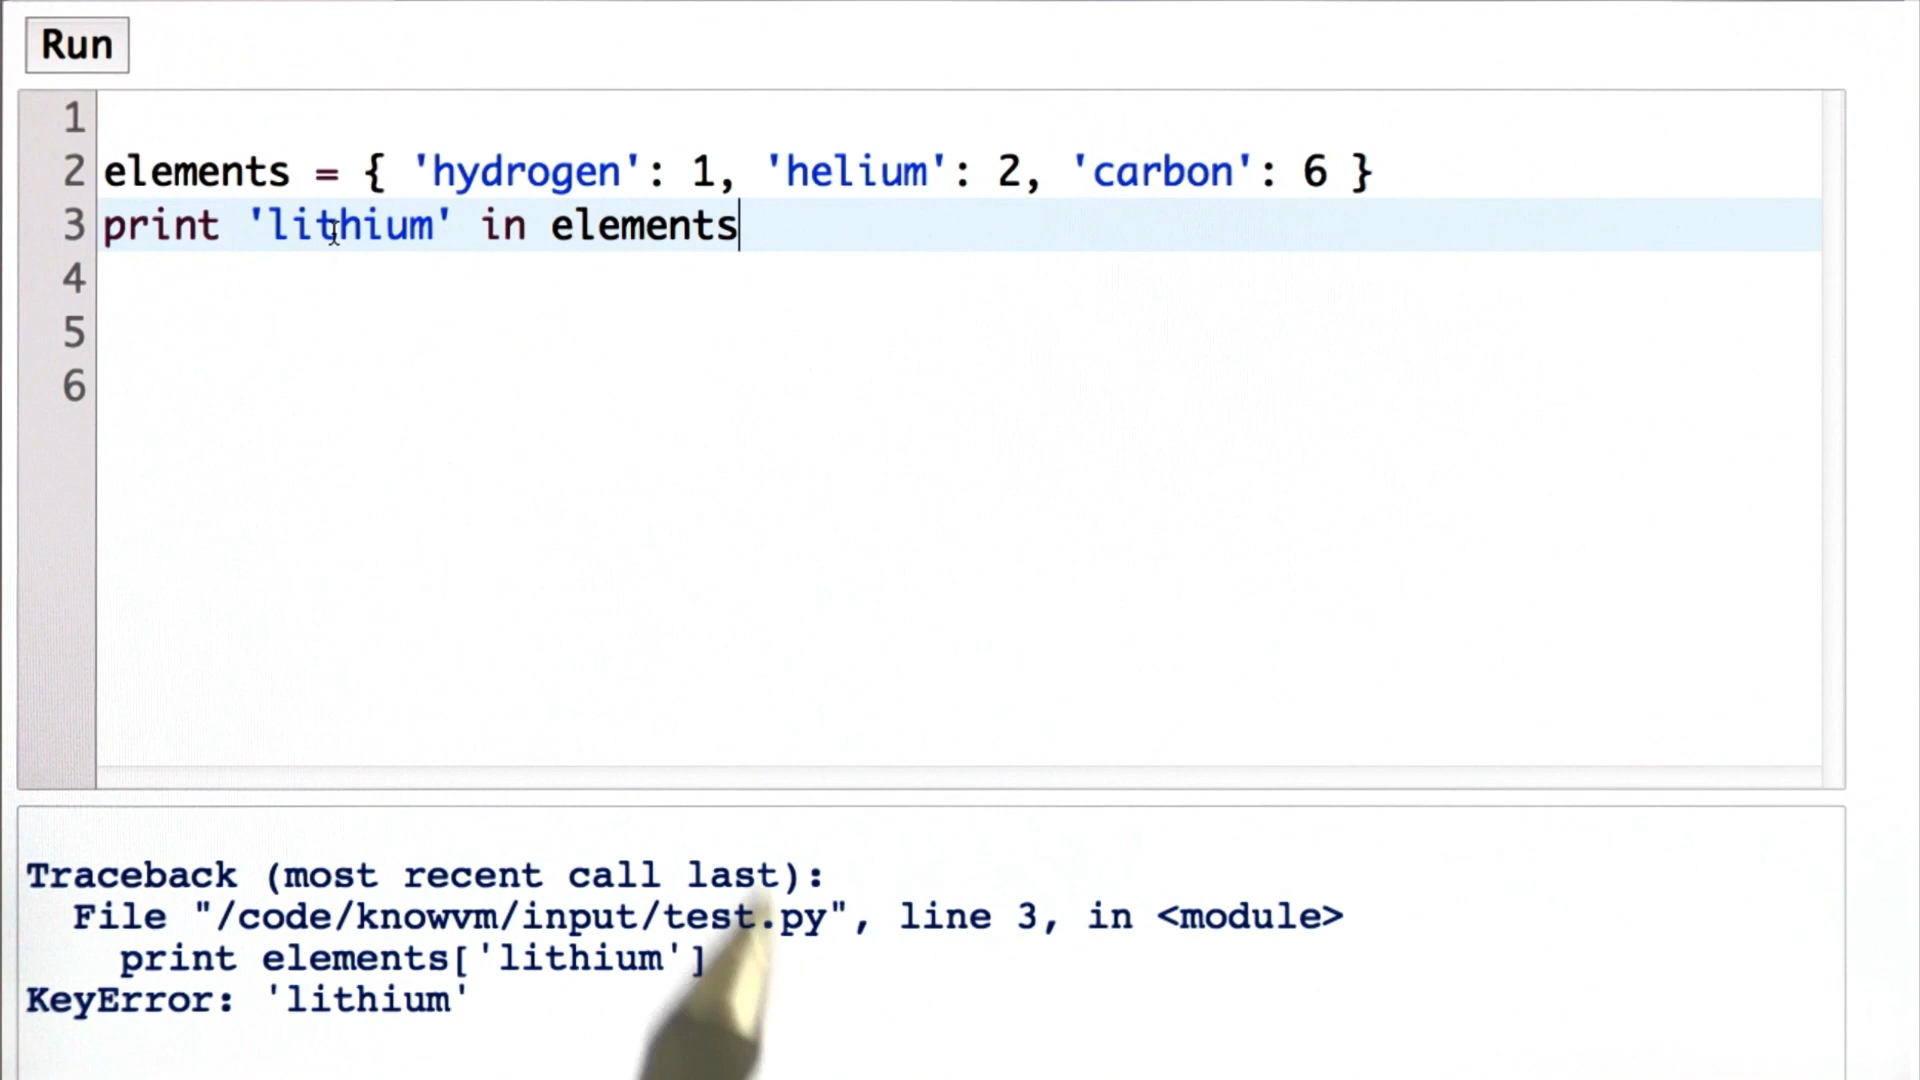 Run
1
2 elements = { 'hydrogen': 1, 'helium': 2, 'carbon': 6 }
3 print 'lithium' in elements
4
5
6
Traceback (most recent call last):
File "/code/knowvm/input/test.py", line 3, in <module>
print elements['lithium']
KeyError: 'lithium'